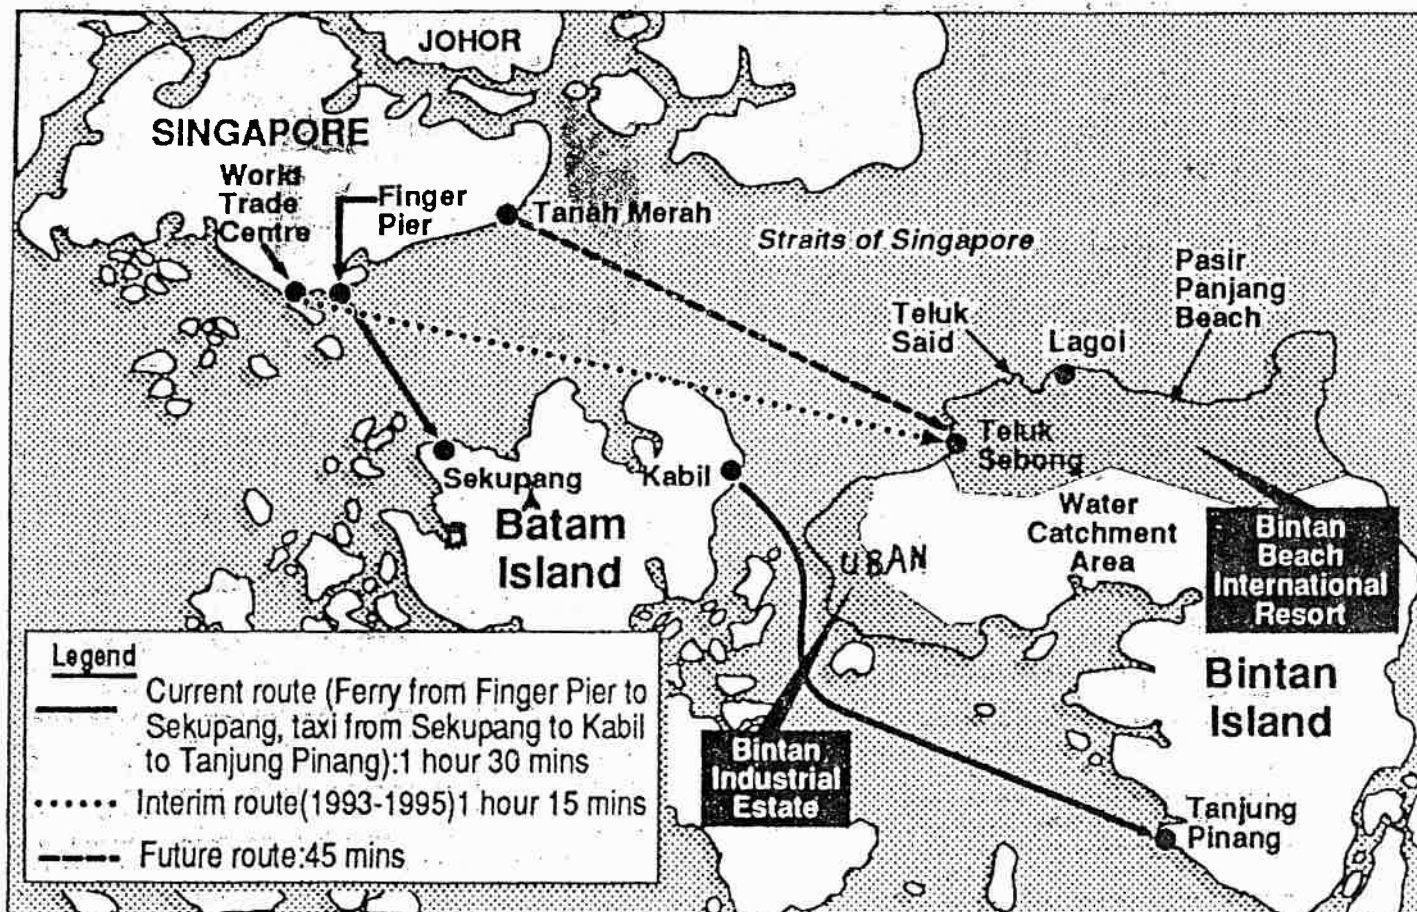 JOHOR
SINGAPORE
World
Trade
Centre
Finger
Pier
Tanah Merah
Straits of Singapore
Pasir
Panjang
Beach
Teluk
Said
Lagoi
Teluk
Sebong
Sekupang
Kabil
Batam
Island
UBAN
Water
Catchment
Area
Bintan
Beach
International
Resort
Bintan
Island
Bintan
Industrial
Estate
Tanjung
Pinang
Legend
Current route (Ferry from Finger Pier to
Sekupang, taxi from Sekupang to Kabil
to Tanjung Pinang):1 hour 30 mins
Interim route(1993-1995)1 hour 15 mins
Future route:45 mins